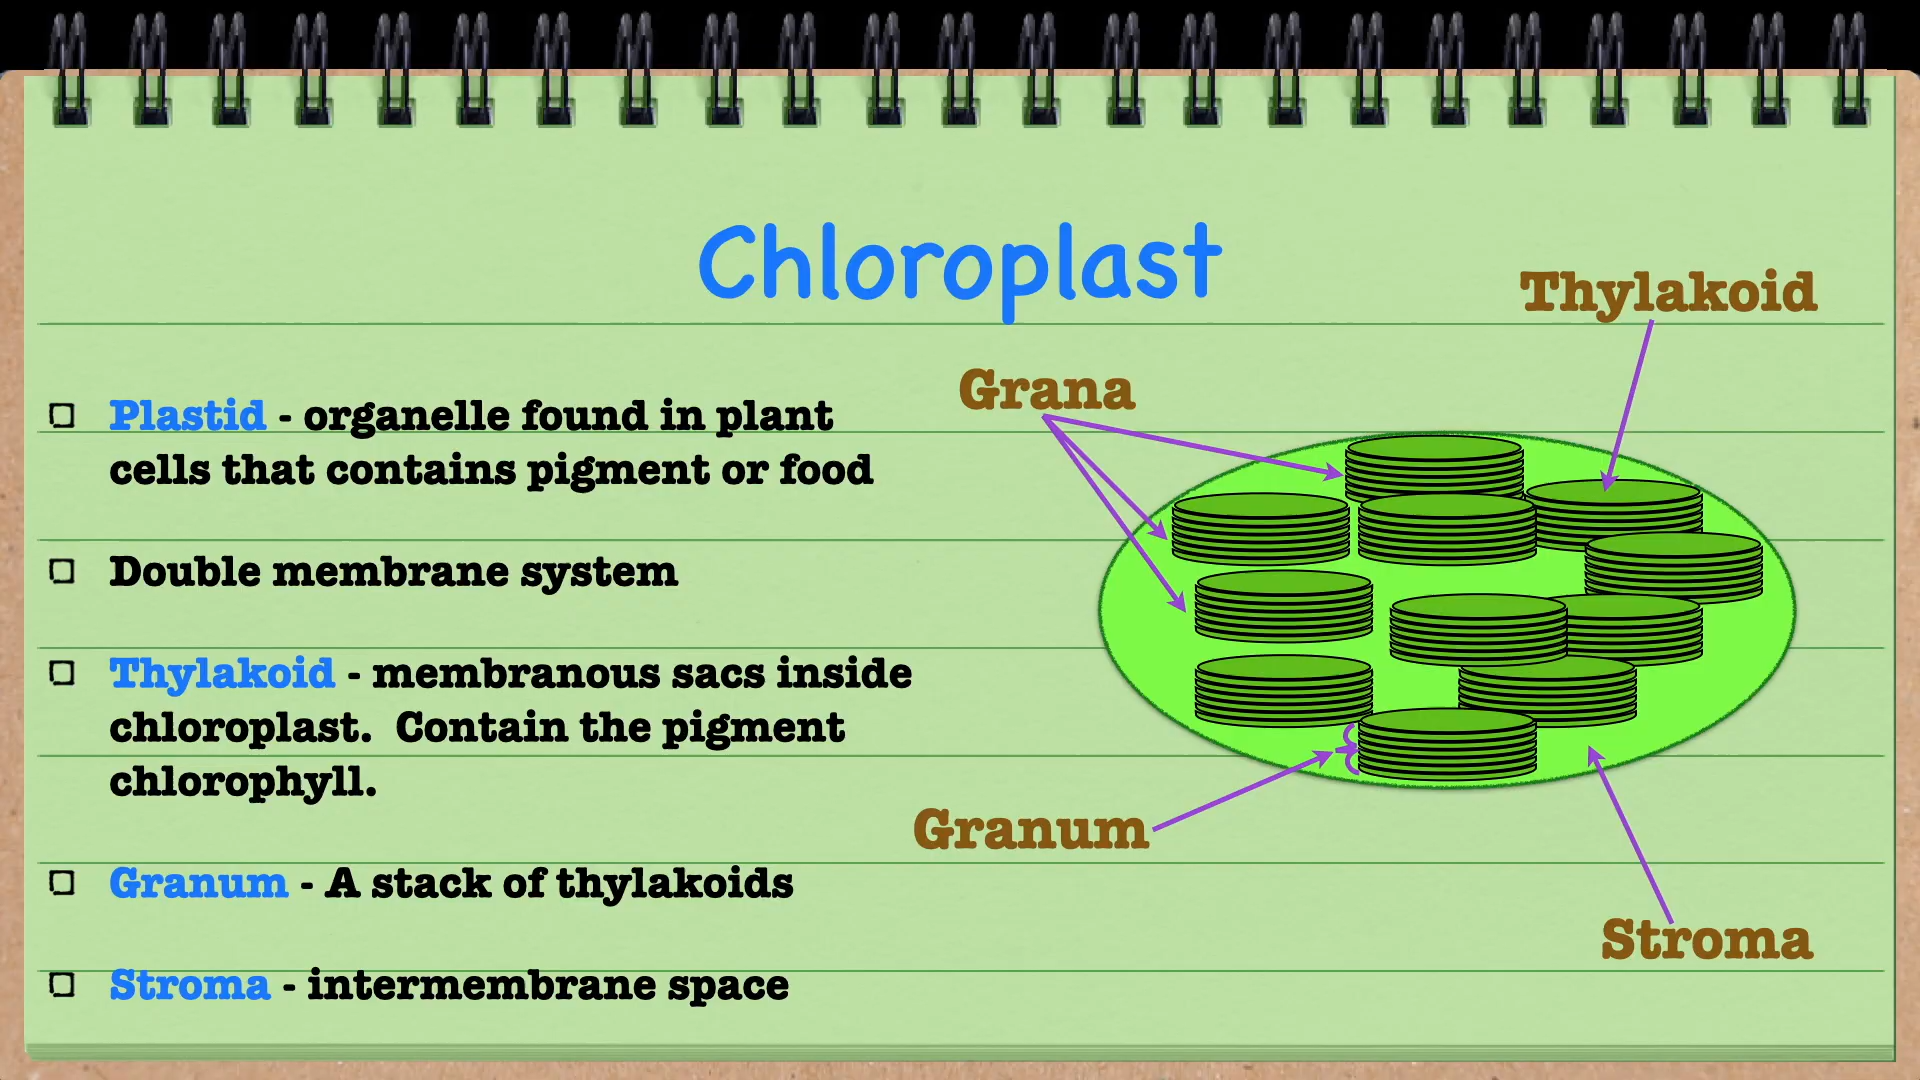 Chloroplast
Thylakoid
Grana
Plastid - organelle found in plant
cells that contains pigment or food
Double membrane system
Thylakoid - membranous sacs inside
chloroplast.  Contain the pigment
chlorophyll.
Granum
Granum - A stack of thylakoids
Stroma
Stroma - intermembrane space